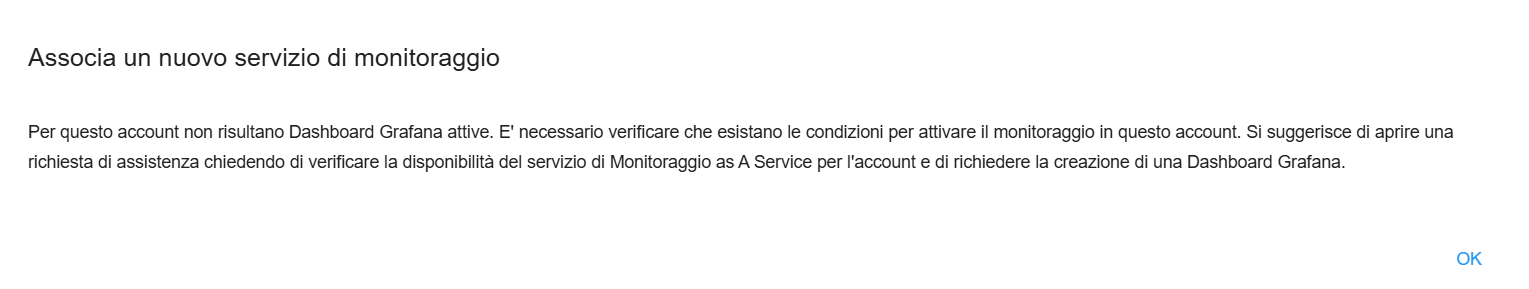 Associa un nuovo servizio di monitoraggio
Per questo account non risultano Dashboard Grafana attive. E' necessario verificare che esistano le condizioni per attivare il monitoraggio in questo account. Si suggerisce di aprire una
richiesta di assistenza chiedendo di verificare la disponibilità del servizio di Monitoraggio as A Service per l'account e di richiedere la creazione di una Dashboard Grafana.
OK